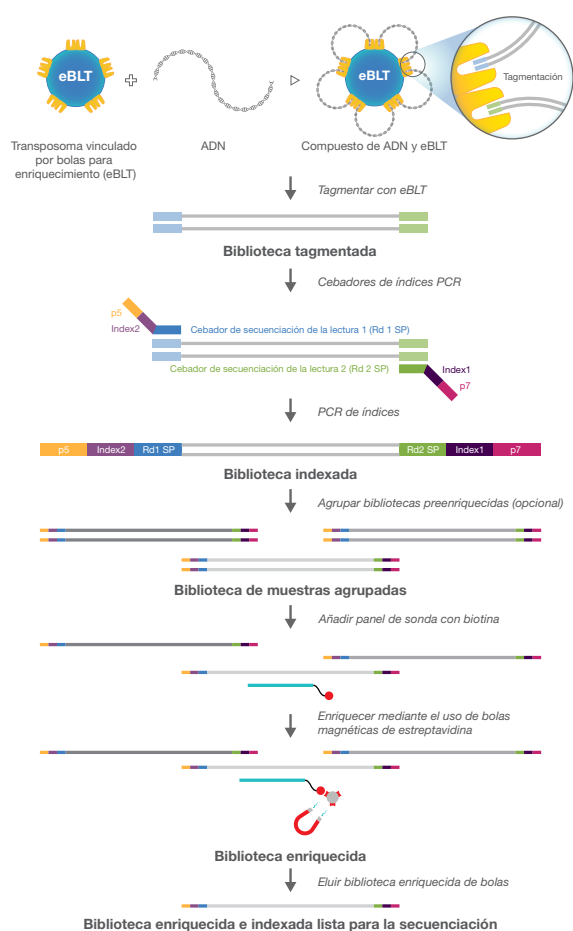 eBLT
eBLT
Tagmentación
Transposoma vinculado
por bolas para
enriquecimiento (eBLT)
ADN
Compuesto de ADN y eBLT
Tagmentar con eBLT
Biblioteca tagmentada
Cebadores de índices PCR
p5
Index2
Cebador de secuenciación de la lectura 1 (Rd 1 SP)
Cebador de secuenciación de la lectura 2 (Rd 2 SP)
Index1
p7
PCR de índices
p5 Index2 Rd1 SP Rd2 SP Index1 p7
Biblioteca indexada
Agrupar bibliotecas preenriquecidas (opcional)
Biblioteca de muestras agrupadas
Añadir panel de sonda con biotina
Enriquecer mediante el uso de bolas
magnéticas de estreptavidina
Biblioteca enriquecida
Eluir biblioteca enriquecida de bolas
Biblioteca enriquecida e indexada lista para la secuenciación